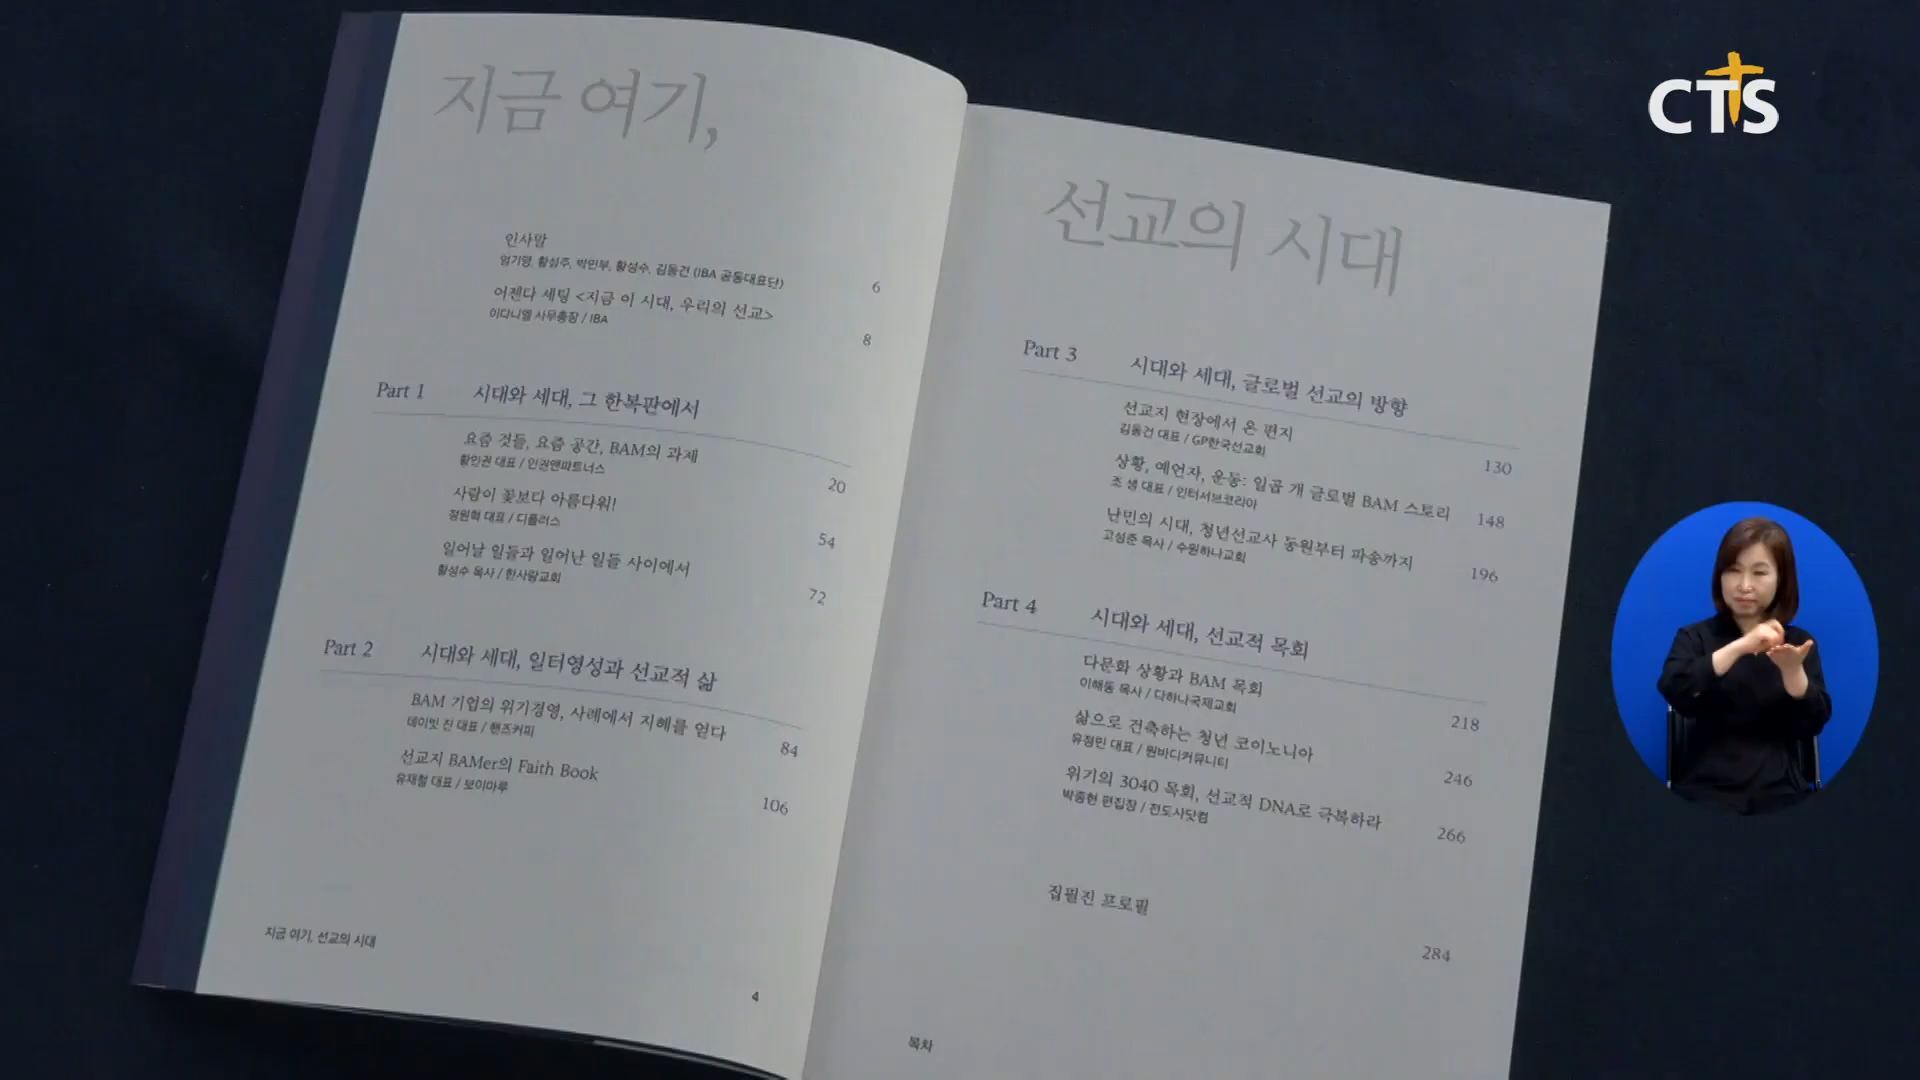 지금 여기,
인사말
엄기영, 황성주, 박민부, 황성수, 김동건 (IBA 공동대표단)
6
어젠다 세팅 <지금 이 시대, 우리의 선교>
이다니엘 사무총장 / IBA
8
Part 1 시대와 세대, 그 한복판에서
요즘 것들, 요즘 공간, BAM의 과제
황인권 대표 / 인권앤파트너스
20
사람이 꽃보다 아름다워!
정원혁 대표 / 디플러스
54
일어날 일들과 일어난 일들 사이에서
황성수 목사 / 한사랑교회
72
Part 2 시대와 세대, 일터영성과 선교적 삶
BAM 기업의 위기경영, 사례에서 지혜를 얻다
데이빗 진 대표 / 핸즈커피
84
선교지 BAMer의 Faith Book
유재철 대표 / 보이마루
106
지금 여기, 선교의 시대
4
선교의 시대
Part 3 시대와 세대, 글로벌 선교의 방향
선교지 현장에서 온 편지
김동건 대표 / GP한국선교회
130
상황, 예언자, 운동: 일곱 개 글로벌 BAM 스토리
조 샘 대표 / 인터서브코리아
148
난민의 시대, 청년선교사 동원부터 파송까지
고성준 목사 / 수원하나교회
196
Part 4 시대와 세대, 선교적 목회
다문화 상황과 BAM 목회
이해동 목사 / 다하나국제교회
218
삶으로 건축하는 청년 코이노니아
유정민 대표 / 원바디커뮤니티
246
위기의 3040 목회, 선교적 DNA로 극복하라
박종현 편집장 / 전도사닷컴
266
집필진 프로필
284
목차
CTS